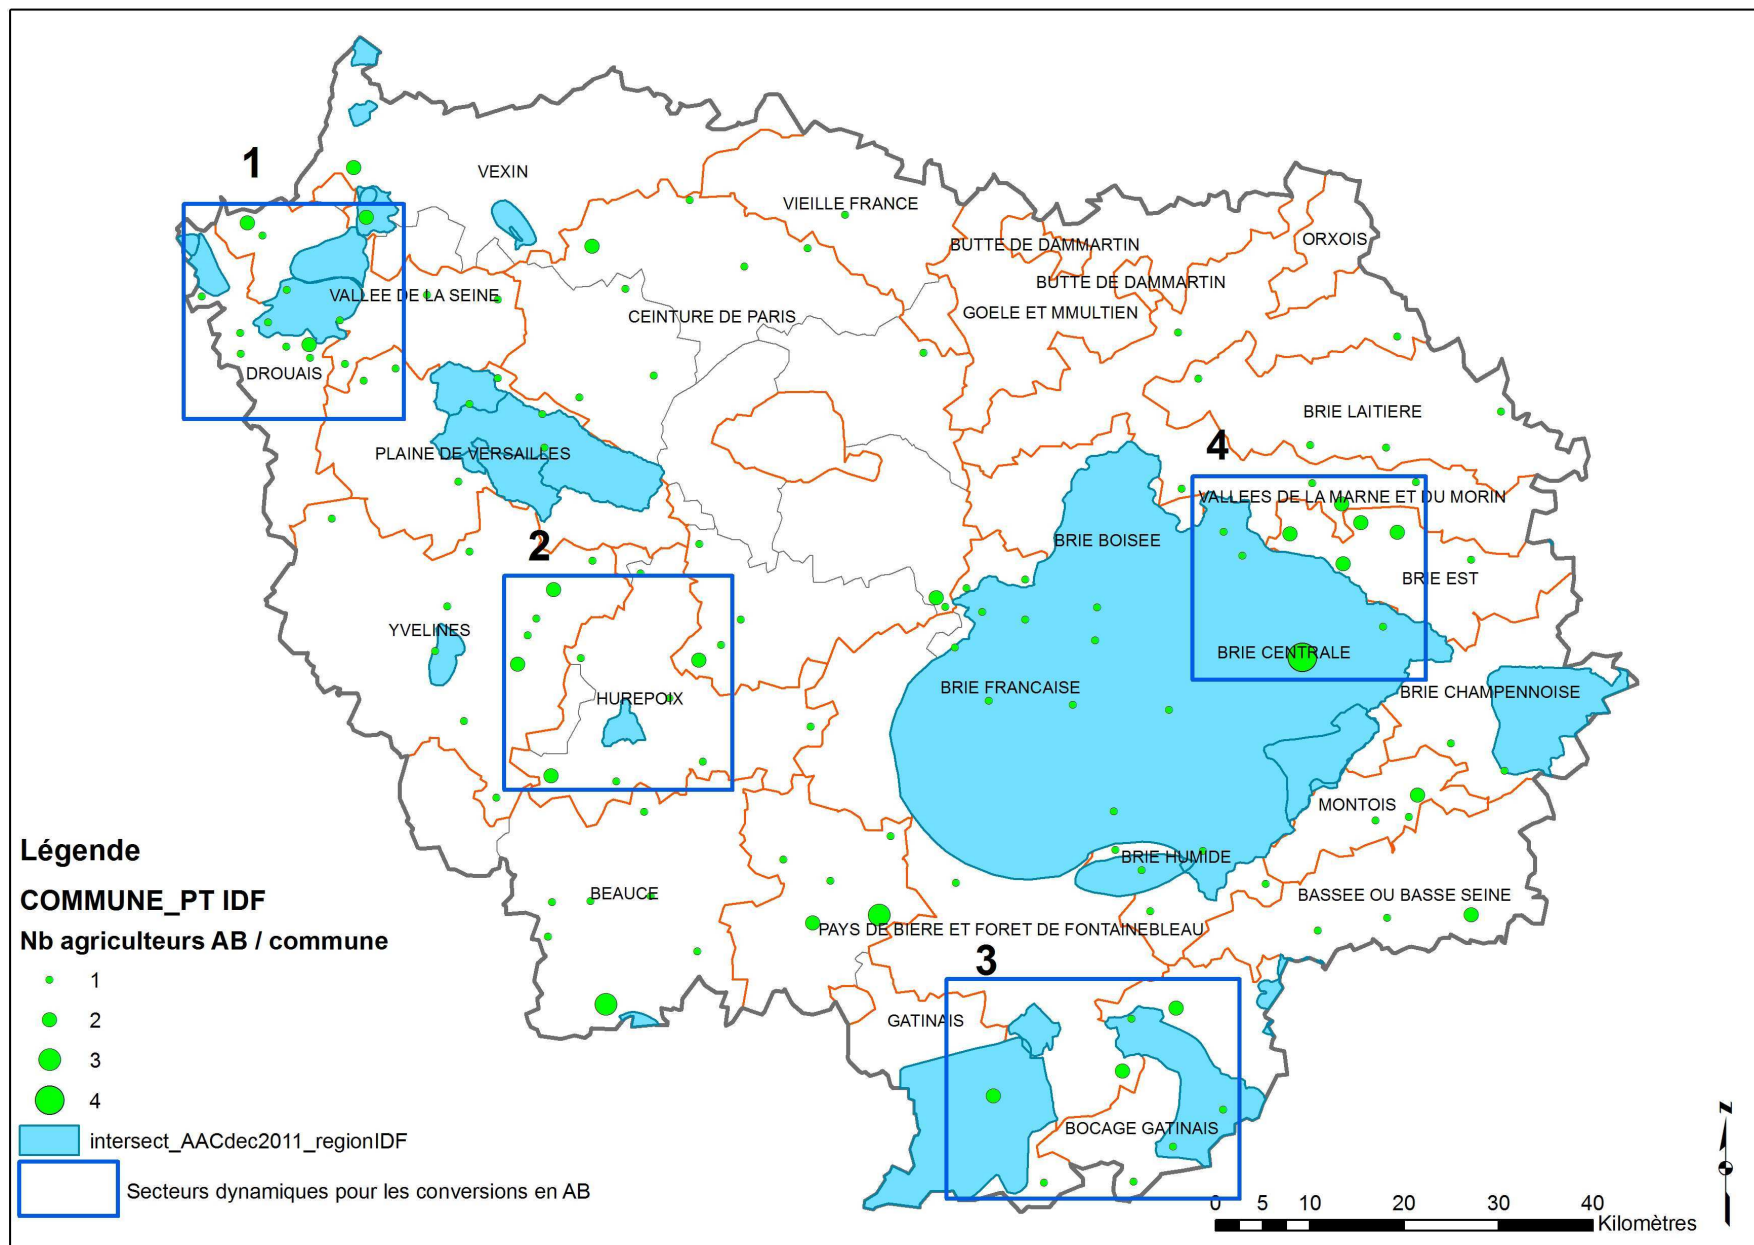 1
VEXIN
VIEILLE FRANCE
BUTTE DE DAMMARTIN
ORXOIS
BUTTE DE DAMMARTIN
VALLEE DE LA SEINE
CEINTURE DE PARIS
GOELE ET MMULTIEN
DROUAIS
BRIE LAITIERE
4
PLAINE DE VERSAILLES
VALLEES DE LA MARNE ET DU MORIN
2
BRIE BOISEE
BRIE EST
YVELINES
BRIE CENTRALE
HUREPOIX
BRIE FRANCAISE
BRIE CHAMPENNOISE
MONTOIS
BRIE HUMIDE
BEAUCE
BASSEE OU BASSE SEINE
PAYS DE BIERE ET FORET DE FONTAINEBLEAU
3
GATINAIS
BOCAGE GATINAIS
Légende
COMMUNE_PT IDF
Nb agriculteurs AB / commune
1
2
3
4
intersect_AACdec2011_regionIDF
Secteurs dynamiques pour les conversions en AB
N
0 5 10 20 30 40
Kilomètres